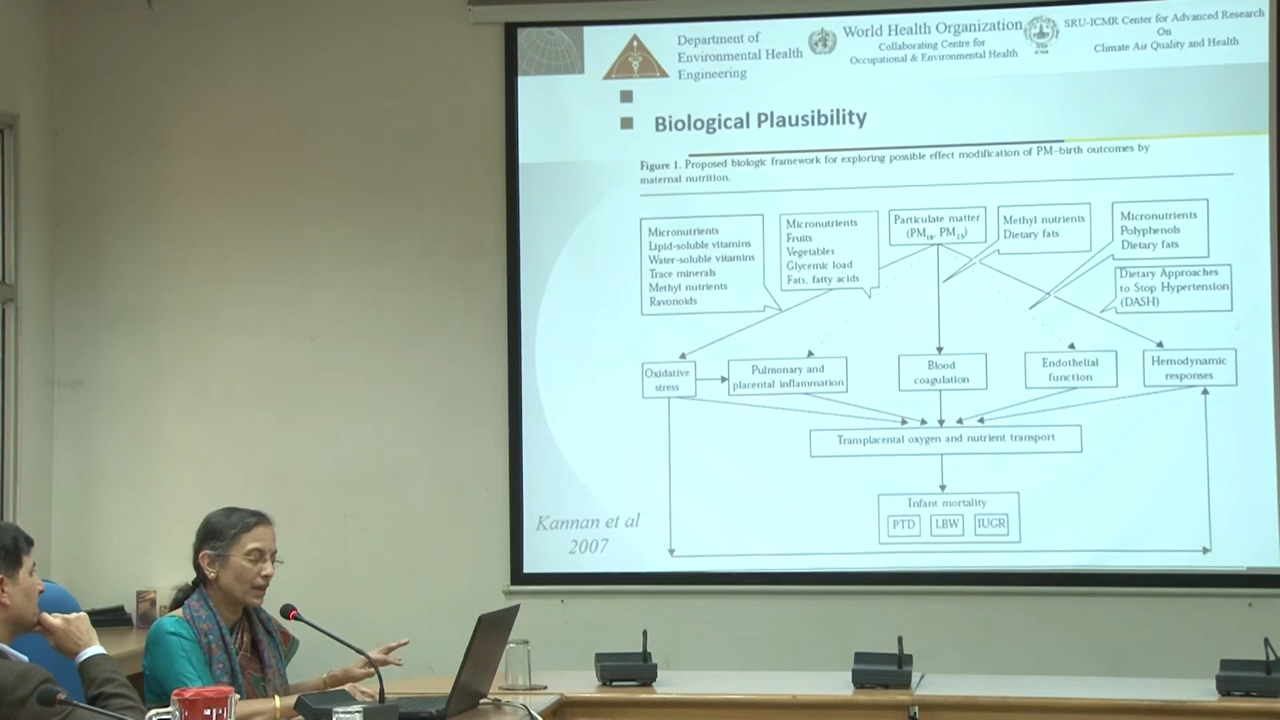 Department of
Environmental Health
Engineering
World Health Organization
Collaborating Centre for
Occupational & Environmental Health
SRU-ICMR Center for Advanced Research
On
Climate Air Quality and Health
Biological Plausibility
Figure 1. Proposed biologic framework for exploring possible effect modification of PM–birth outcomes by
maternal nutrition.
Micronutrients
Lipid-soluble vitamins
Water-soluble vitamins
Trace minerals
Methyl nutrients
Ravonoids
Micronutrients
Fruits
Vegetables
Glycemic load
Fats, fatty acids
Particulate matter
(PM10, PM2.5)
Methyl nutrients
Dietary fats
Micronutrients
Polyphenols
Dietary fats
Dietary Approaches
to Stop Hypertension
(DASH)
Oxidative
stress
Pulmonary and
placental inflammation
Blood
coagulation
Endothelial
function
Hemodynamic
responses
Transplacental oxygen and nutrient transport
Infant mortality
PTD LBW IUGR
Kannan et al
2007